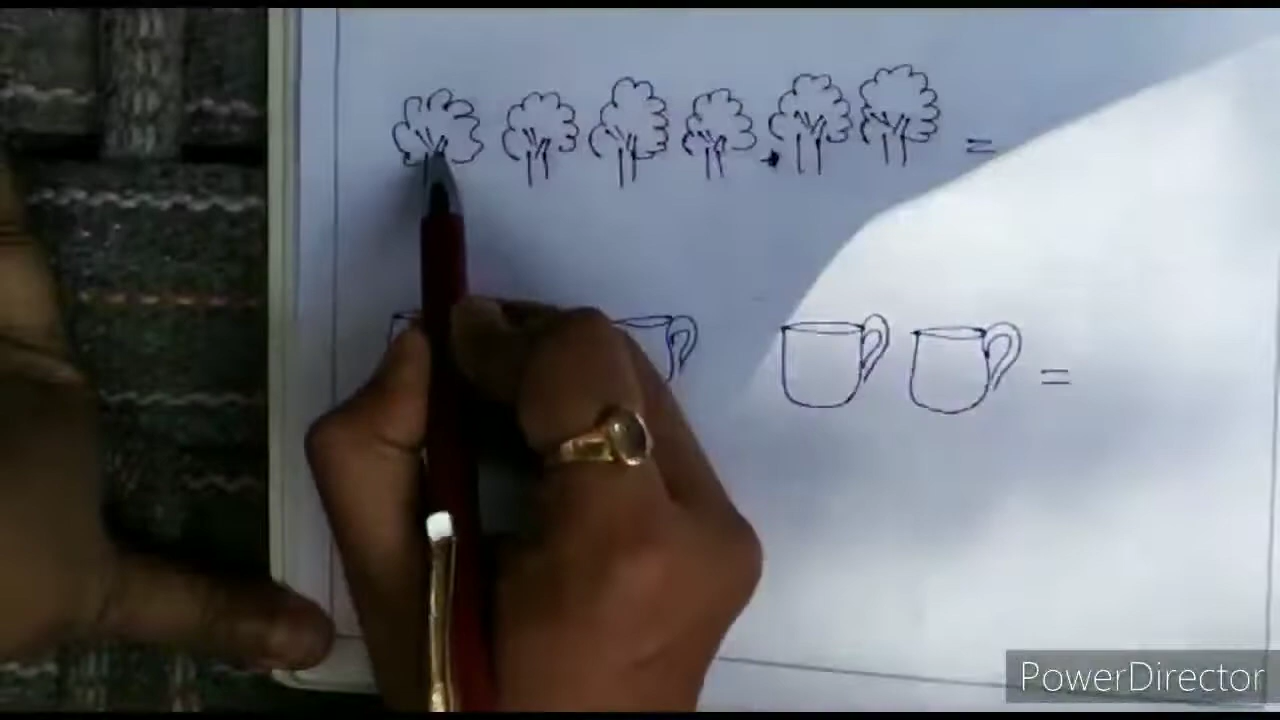 =
=
PowerDirector